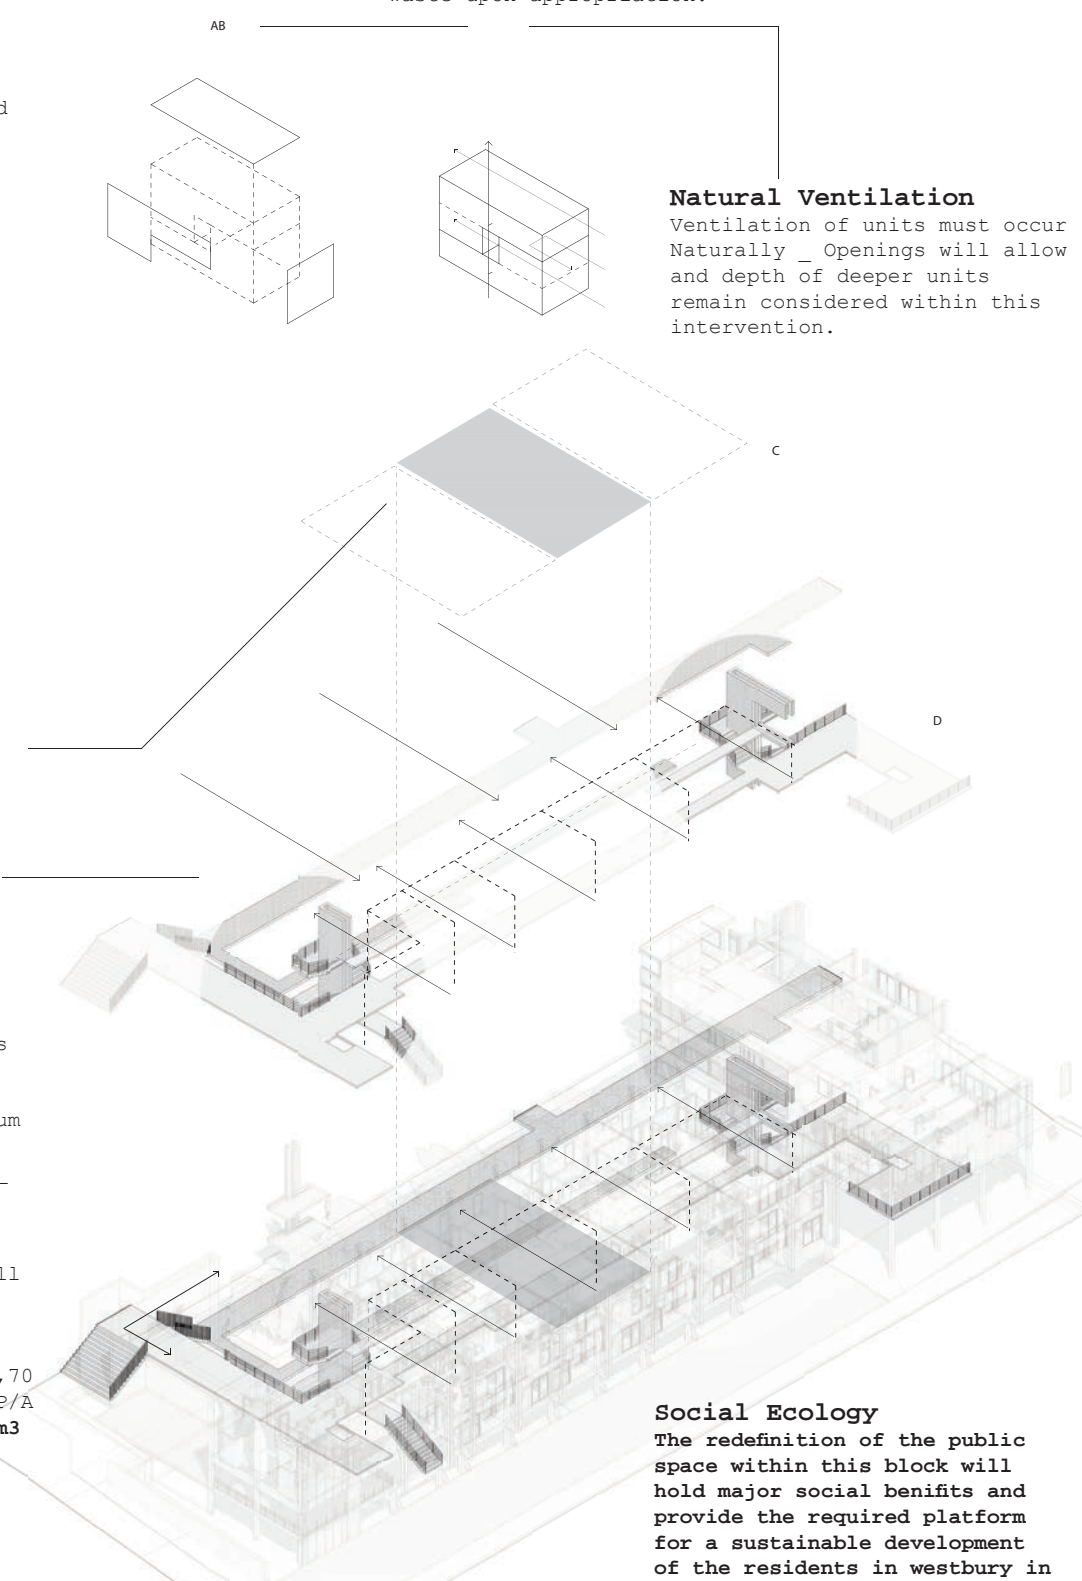 AB
Natural Ventilation
Ventilation of units must occur
Naturally _ Openings will allow
and depth of deeper units
remain considered within this
intervention.
C
D
,70
P/A
m3
Social Ecology
The redefinition of the public
space within this block will
hold major social benifits and
provide the required platform
for a sustainable development
of the residents in westbury in